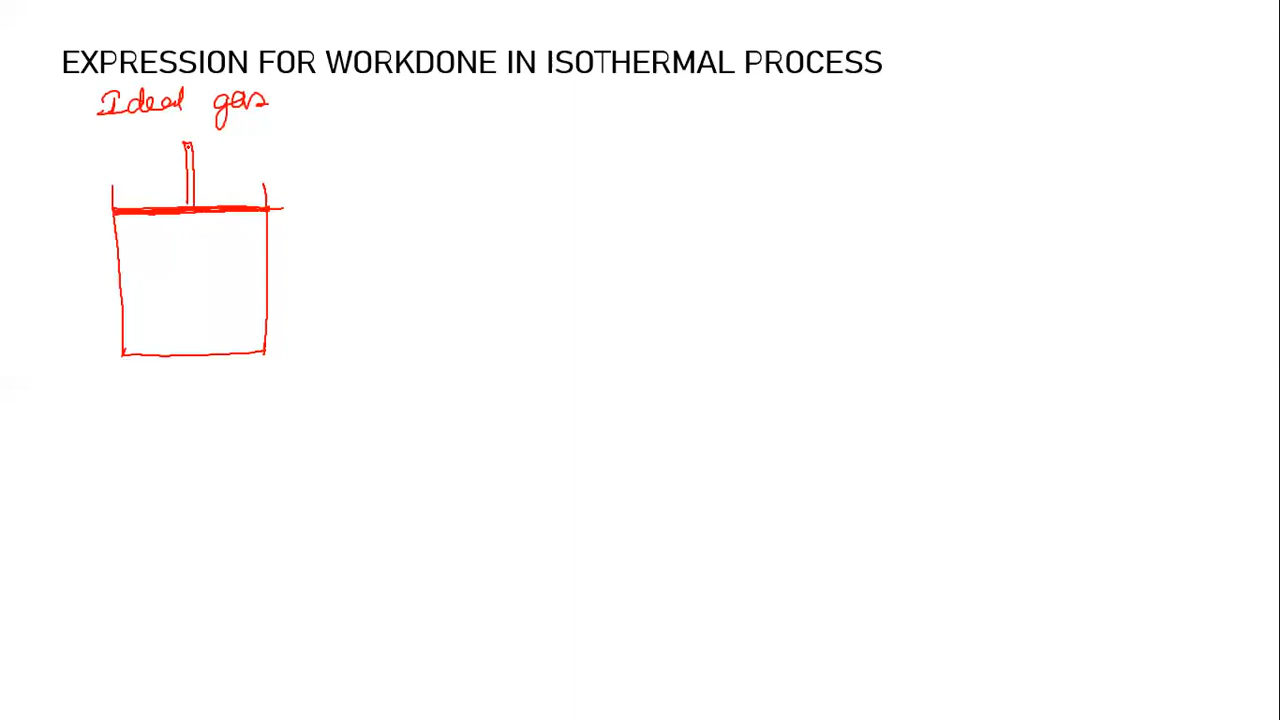 EXPRESSION FOR WORKDONE IN ISOTHERMAL PROCESS
Ideal gas